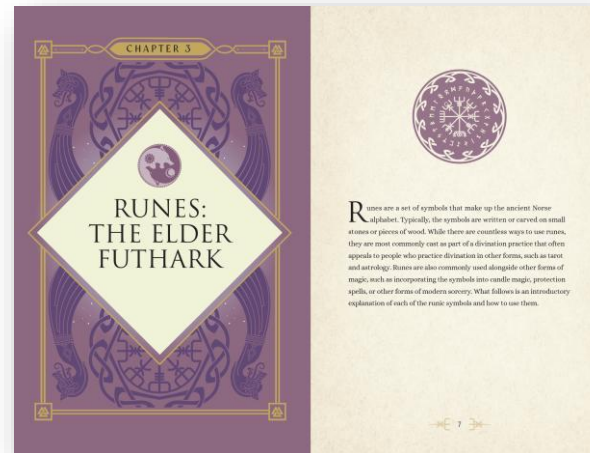 CHAPTER 3
RUNES:
THE ELDER
FUTHARK
Runes are a set of symbols that make up the ancient Norse
alphabet. Typically, the symbols are written or carved on small
stones or pieces of wood. While there are countless ways to use runes,
they are most commonly cast as part of a divination practice that often
appeals to people who practice divination in other forms, such as tarot
and astrology. Runes are also commonly used alongside other forms of
magic, such as incorporating the symbols into candle magic, protection
spells, or other forms of modern sorcery. What follows is an introductory
explanation of each of the runic symbols and how to use them.
7